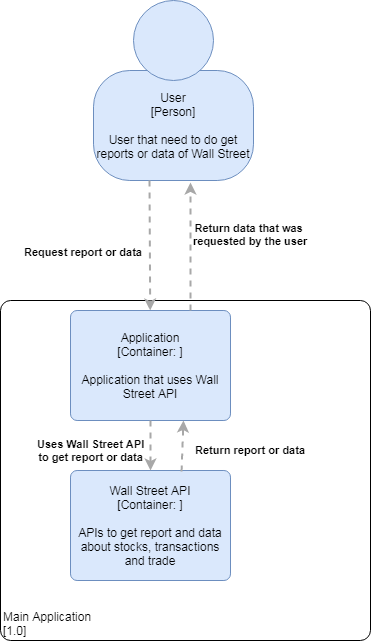 User
[Person]
User that need to do get
reports or data of Wall Street
Return data that was
requested by the user
Request report or data
Application
[Container: ]
Application that uses Wall
Street API
Uses Wall Street API
to get report or data
Return report or data
Wall Street API
[Container: ]
APIs to get report and data
about stocks, transactions
and trade
Main Application
[1.0]